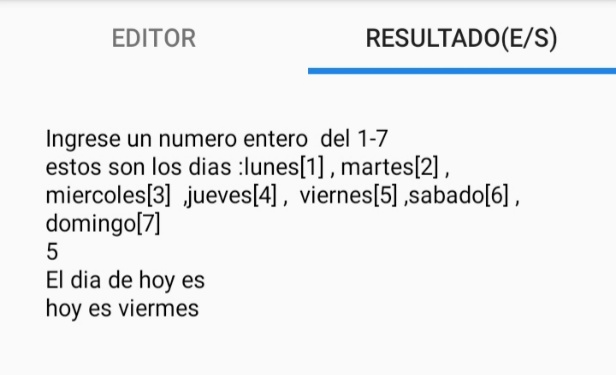 EDITOR RESULTADO(E/S)
Ingrese un numero entero  del 1-7
estos son los dias :lunes[1] , martes[2] ,
miercoles[3]  ,jueves[4] ,  viernes[5] ,sabado[6] ,
domingo[7]
5
El dia de hoy es
hoy es viermes